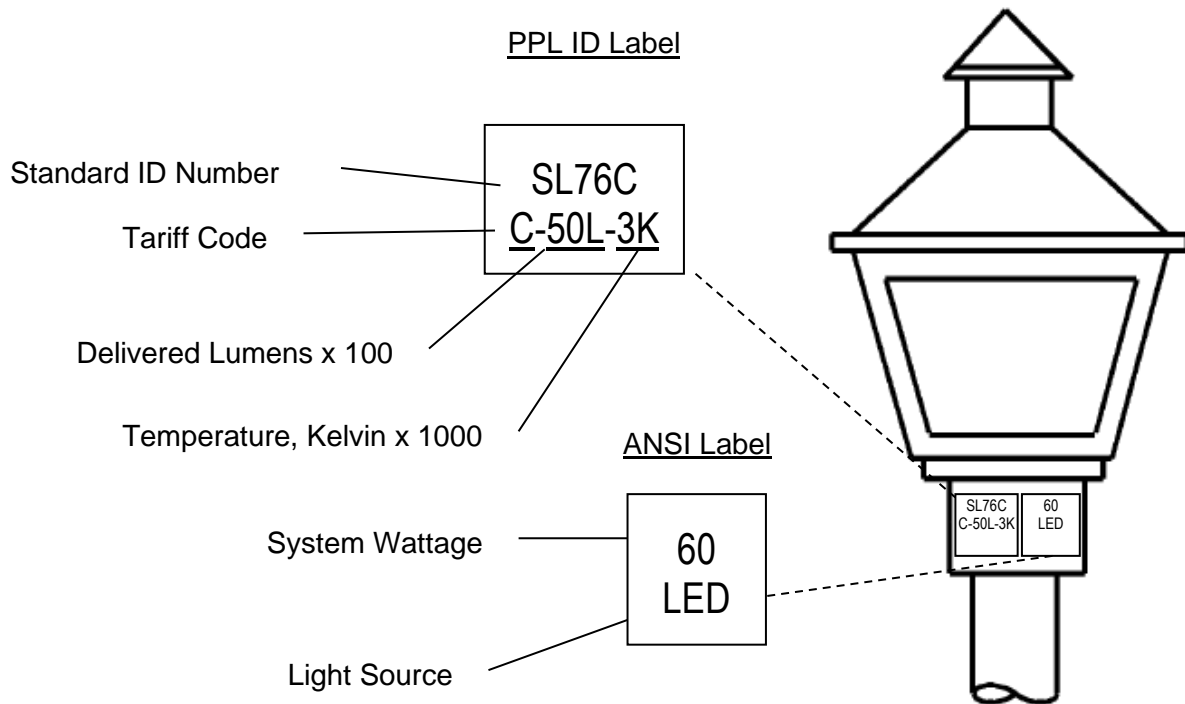 PPL ID Label
Standard ID Number
SL76C
Tariff Code
C-50L-3K
Delivered Lumens x 100
Temperature, Kelvin x 1000
ANSI Label
System Wattage
60
LED
Light Source
SL76C
C-50L-3K
60
LED